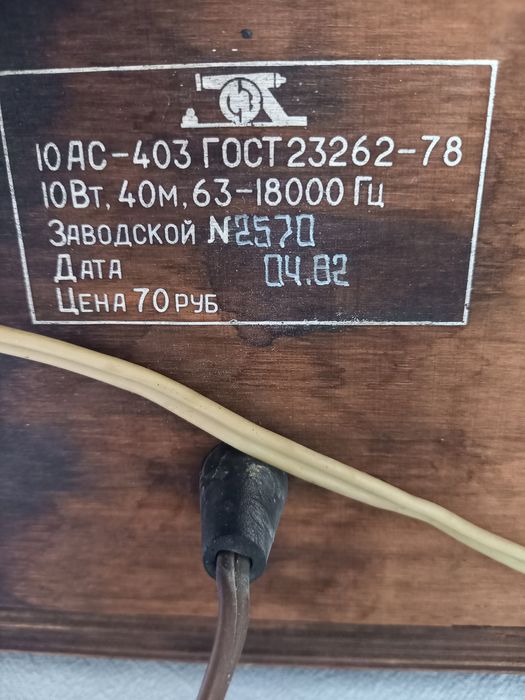 10АС-403 ГОСТ 23262-78
10Вт, 4Ом, 63-18000 Гц
Заводской №2570
Дата 04.82
Цена 70 руб